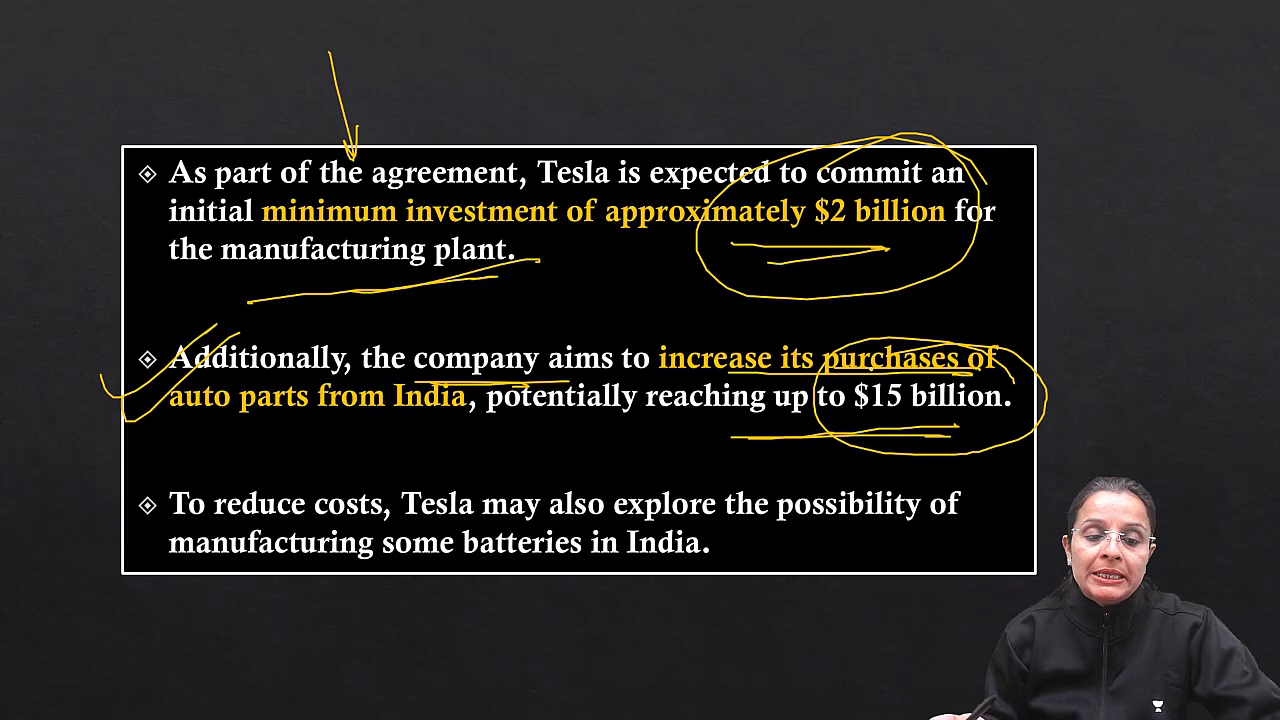 As part of the agreement, Tesla is expected to commit an
initial minimum investment of approximately $2 billion for
the manufacturing plant.
Additionally, the company aims to increase its purchases of
auto parts from India, potentially reaching up to $15 billion.
To reduce costs, Tesla may also explore the possibility of
manufacturing some batteries in India.